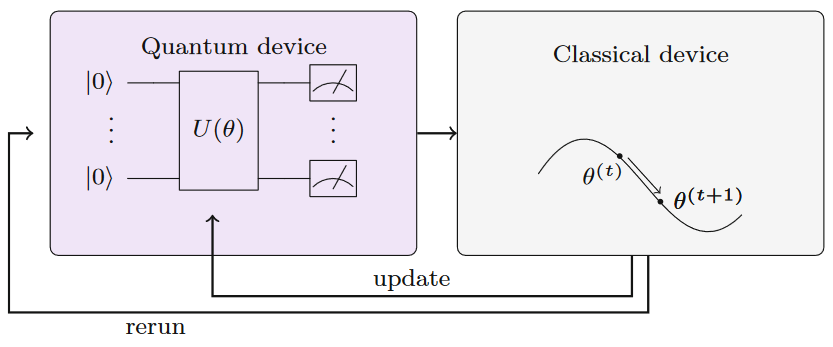 Quantum device
|0⟩
⋮
U(θ)
⋮
|0⟩
Classical device
θ(t)
θ(t+1)
update
rerun